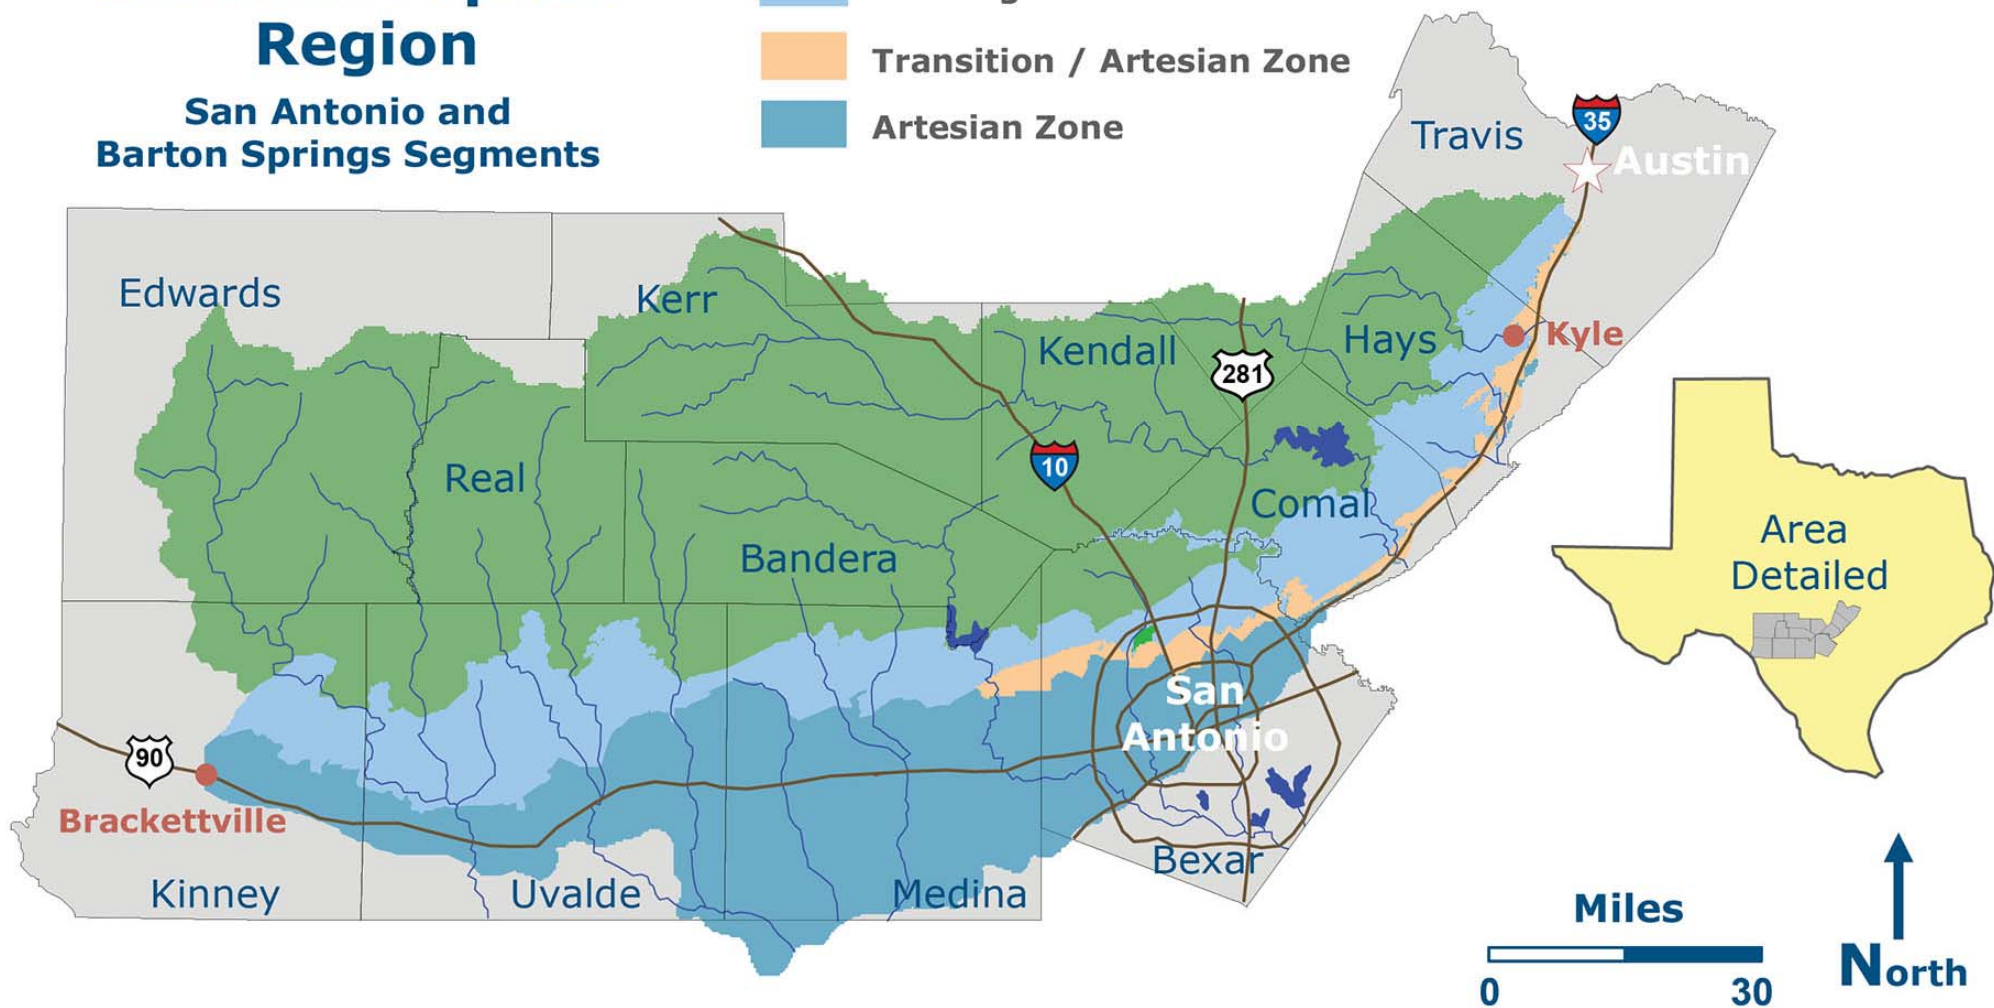 Region
San Antonio and
Barton Springs Segments
Transition / Artesian Zone
Artesian Zone
Travis
35
Austin
Edwards
Kerr
Kendall
281
Hays
Kyle
Real
10
Comal
Bandera
Area
Detailed
San
Antonio
90
Brackettville
Kinney
Uvalde
Medina
Bexar
Miles
0
30
North